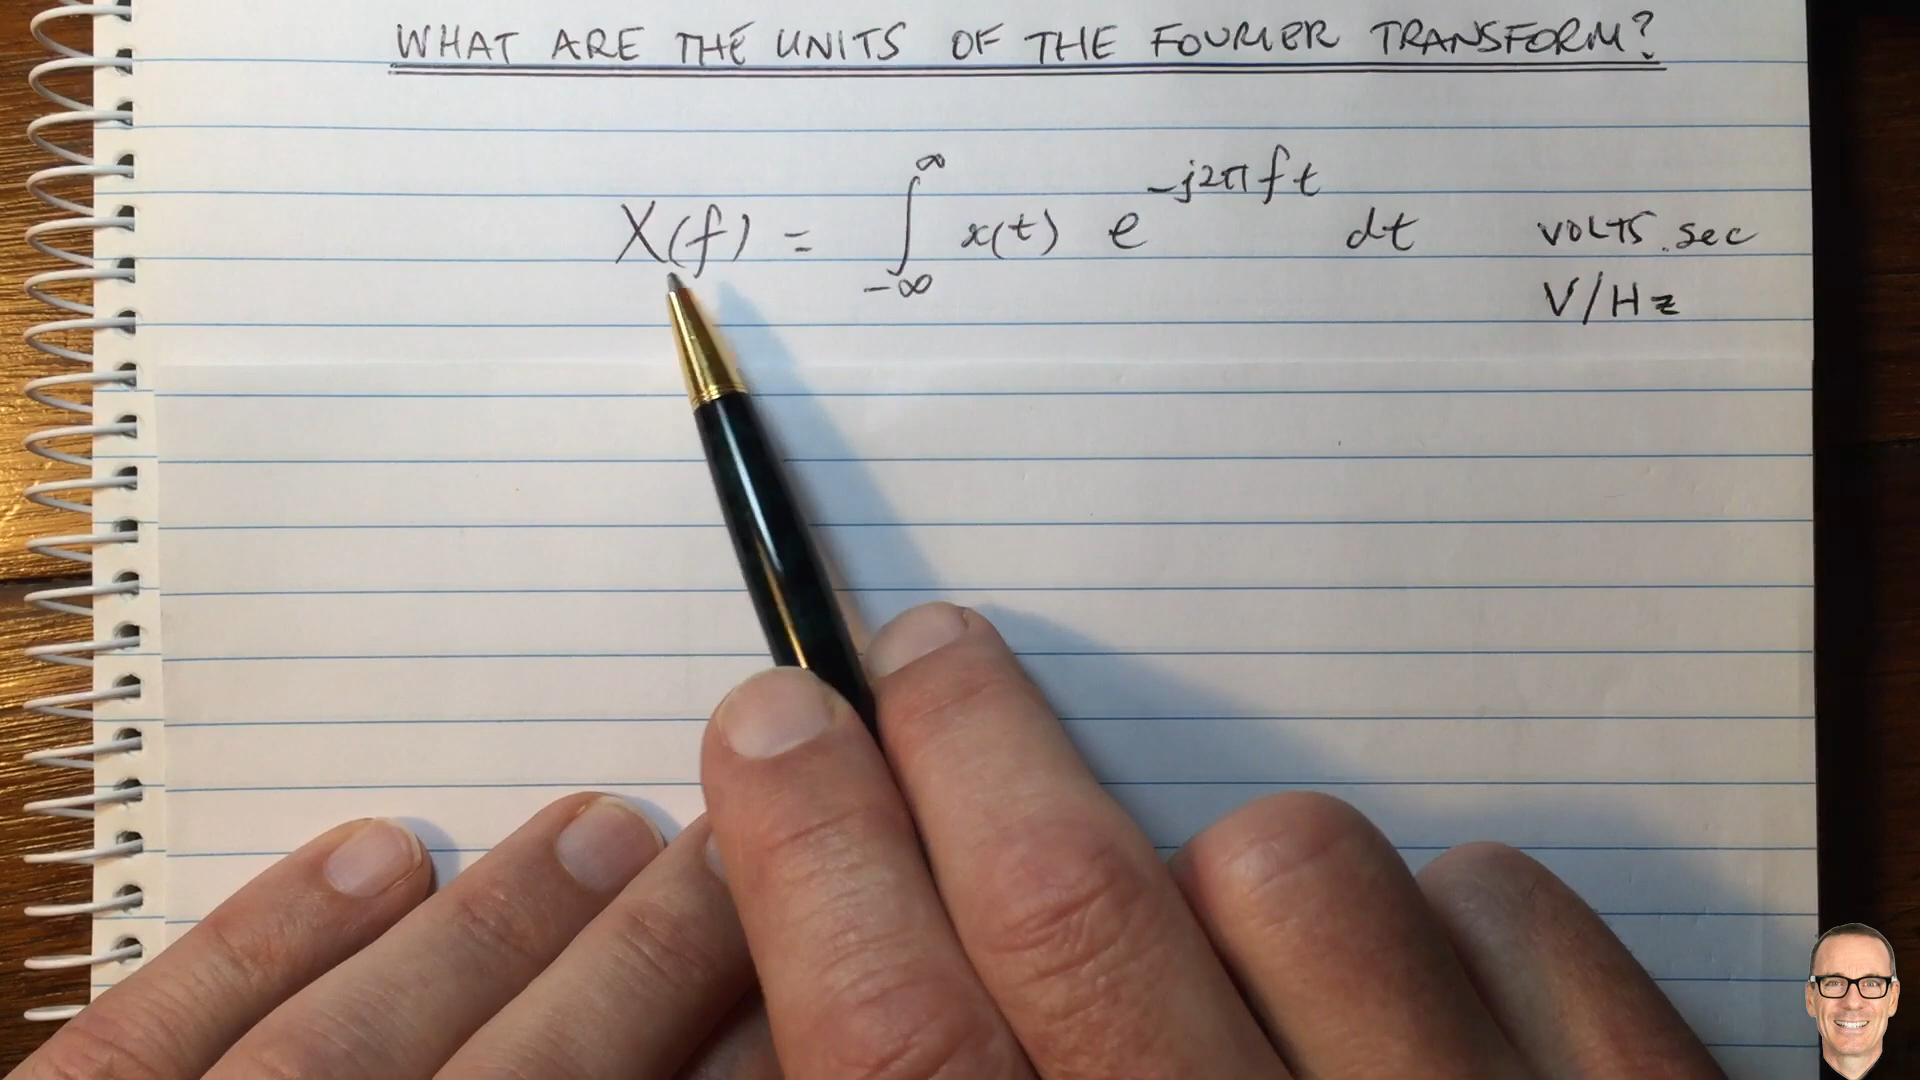 WHAT ARE THE UNITS OF THE FOURIER TRANSFORM?
X(f) = ∫_{-∞}^{∞} x(t) e^{-j2πft} dt VOLTS.sec
V/Hz